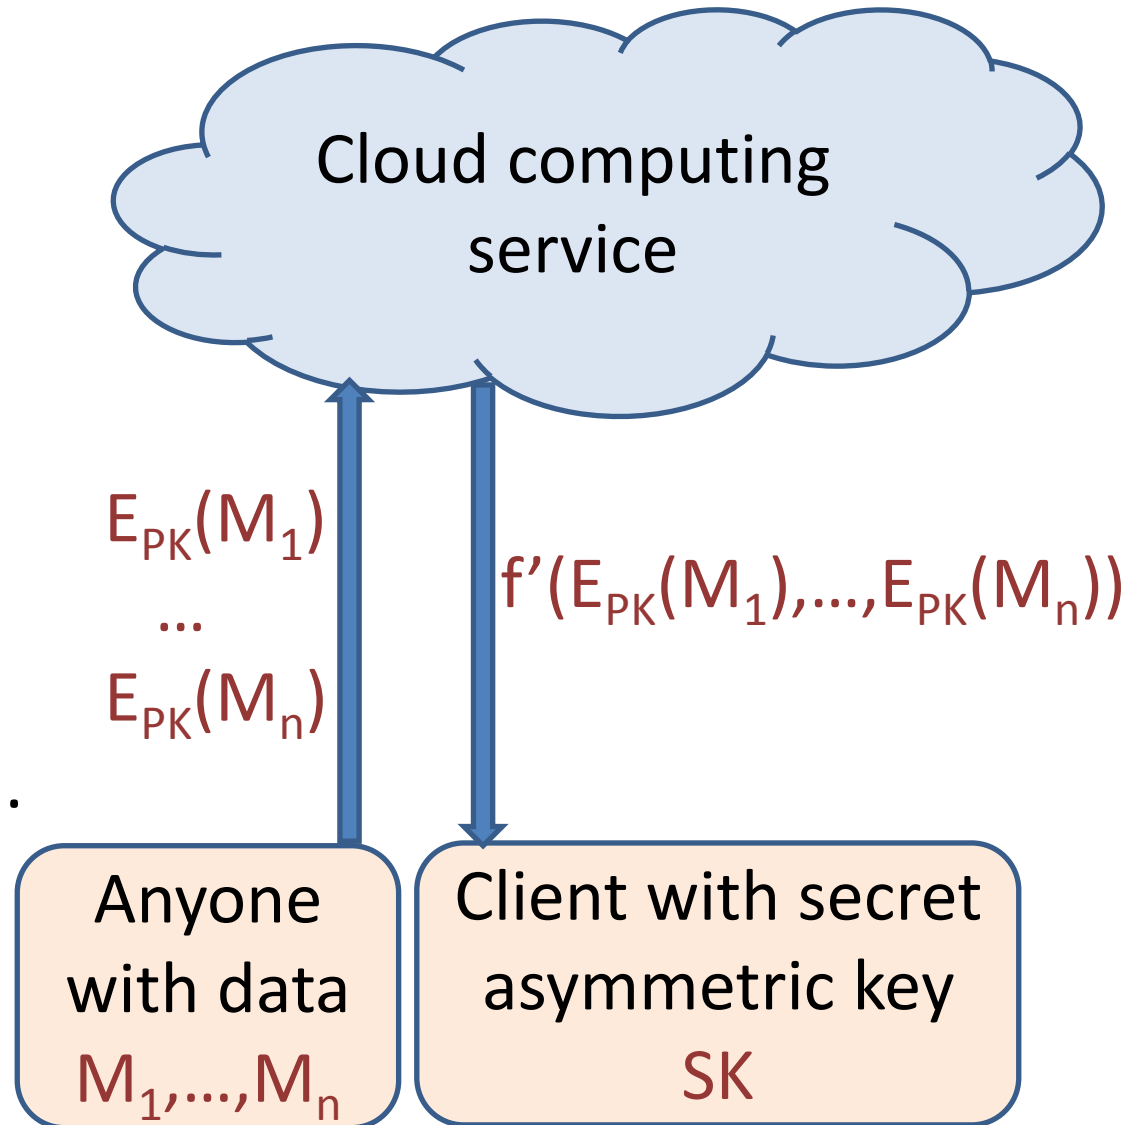 Cloud computing
service
E_PK(M_1)
...
E_PK(M_n)
f’(E_PK(M_1),...,E_PK(M_n))
.
Anyone
with data
M_1,...,M_n
Client with secret
asymmetric key
SK